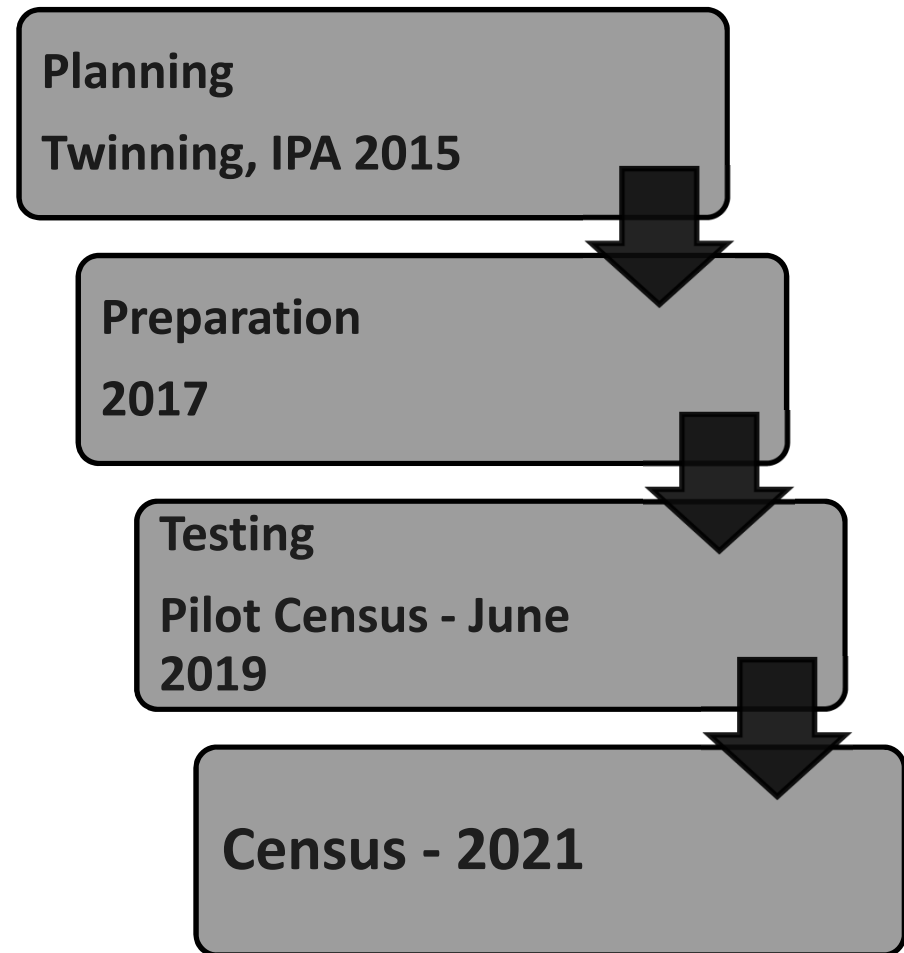 Planning
Twinning, IPA 2015
Preparation
2017
Testing
Pilot Census - June
2019
Census - 2021